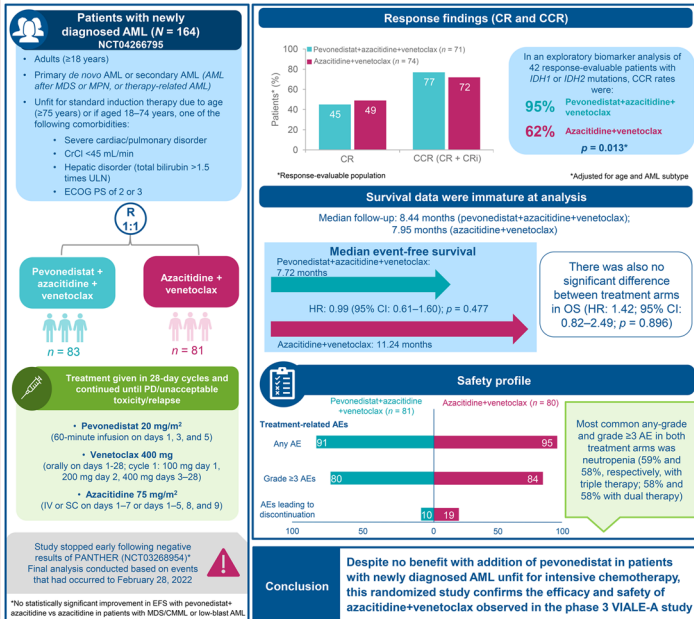 Patients with newly
diagnosed AML (N = 164)
NCT04266795
• Adults (≥18 years)
• Primary de novo AML or secondary AML (AML
after MDS or MPN, or therapy-related AML)
• Unfit for standard induction therapy due to age
(≥75 years) or if aged 18–74 years, one of the
following comorbidities:
• Severe cardiac/pulmonary disorder
• CrCl <45 mL/min
• Hepatic disorder (total bilirubin >1.5
times ULN)
• ECOG PS of 2 or 3
R
1:1
Pevonedistat +
azacitidine +
venetoclax
Azacitidine +
venetoclax
n = 83
n = 81
Treatment given in 28-day cycles and
continued until PD/unacceptable
toxicity/relapse
• Pevonedistat 20 mg/m²
(60-minute infusion on days 1, 3, and 5)
• Venetoclax 400 mg
(orally on days 1-28; cycle 1: 100 mg day 1,
200 mg day 2, 400 mg days 3–28)
• Azacitidine 75 mg/m²
(IV or SC on days 1–7 or days 1–5, 8, and 9)
Study stopped early following negative
results of PANTHER (NCT03268954)*
Final analysis conducted based on events
that had occurred to February 28, 2022
*No statistically significant improvement in EFS with pevonedistat+
azacitidine vs azacitidine in patients with MDS/CMML or low-blast AML
Response findings (CR and CCR)
Pevonedistat+azacitidine+venetoclax (n = 71)
Azacitidine+venetoclax (n = 74)
Patients* (%)
100
80
60
40
20
0
45
49
77
72
CR
CCR (CR + CRi)
*Response-evaluable population
In an exploratory biomarker analysis of
42 response-evaluable patients with
IDH1 or IDH2 mutations, CCR rates
were:
95% Pevonedistat+azacitidine+
venetoclax
62% Azacitidine+venetoclax
p = 0.013*
*Adjusted for age and AML subtype
Survival data were immature at analysis
Median follow-up: 8.44 months (pevonedistat+azacitidine+venetoclax);
7.95 months (azacitidine+venetoclax)
Median event-free survival
Pevonedistat+azacitidine+venetoclax:
7.72 months
HR: 0.99 (95% CI: 0.61–1.60); p = 0.477
Azacitidine+venetoclax: 11.24 months
There was also no
significant difference
between treatment arms
in OS (HR: 1.42; 95% CI:
0.82–2.49; p = 0.896)
Safety profile
Pevonedistat+azacitidine
+venetoclax (n = 81)
Azacitidine+venetoclax (n = 80)
Treatment-related AEs
Any AE
91
95
Grade ≥3 AEs
80
84
AEs leading to
discontinuation
10
19
100
50
0
50
100
Most common any-grade
and grade ≥3 AE in both
treatment arms was
neutropenia (59% and
58%, respectively, with
triple therapy; 58% and
58% with dual therapy)
Conclusion
Despite no benefit with addition of pevonedistat in patients
with newly diagnosed AML unfit for intensive chemotherapy,
this randomized study confirms the efficacy and safety of
azacitidine+venetoclax observed in the phase 3 VIALE-A study